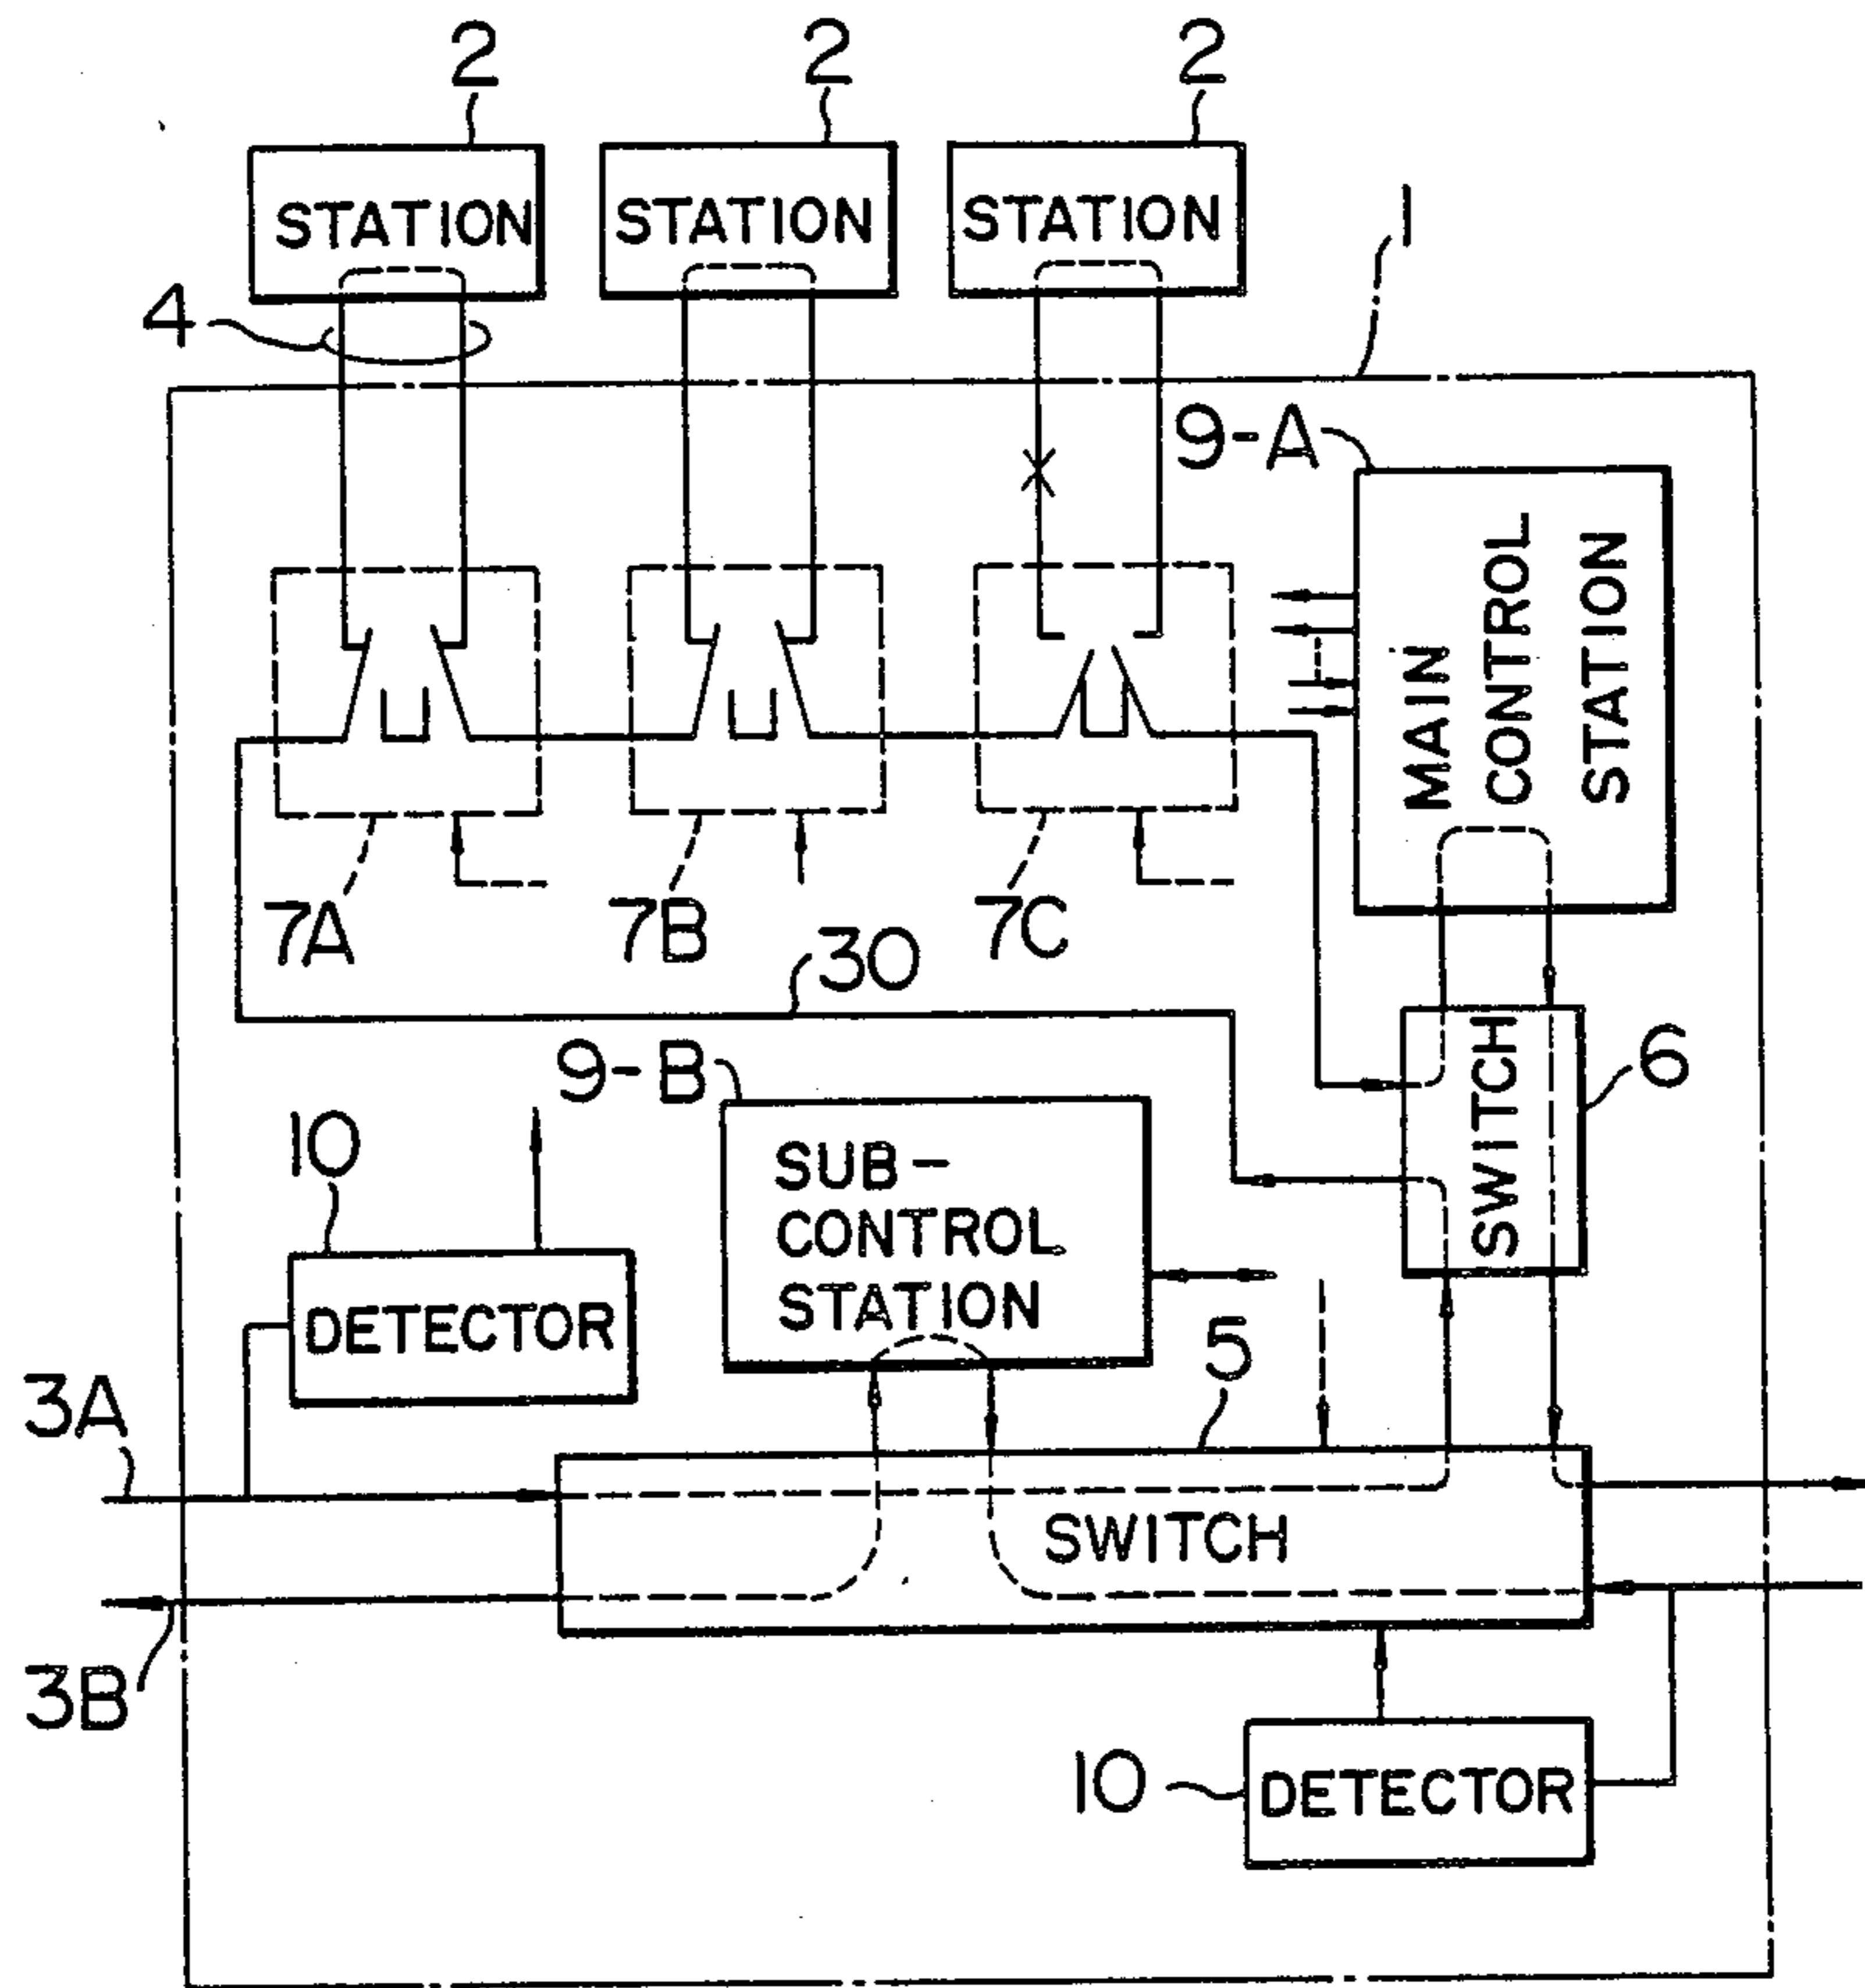 2 2 2
STATION STATION STATION
1
4
9-A
MAIN
CONTROL
STATION
7A 7B 7C
30
SWITCH
6
9-B
SUB-
CONTROL
STATION
10
DETECTOR
5
3A
SWITCH
3B
10
DETECTOR